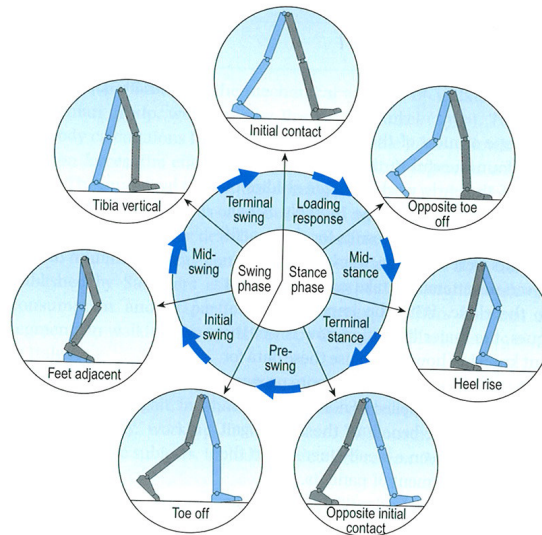 Initial contact
Opposite toe
off
Heel rise
Opposite initial
contact
Toe off
Feet adjacent
Tibia vertical
Loading
response
Mid-
stance
Terminal
stance
Pre-
swing
Initial
swing
Mid-
swing
Terminal
swing
Swing
phase
Stance
phase